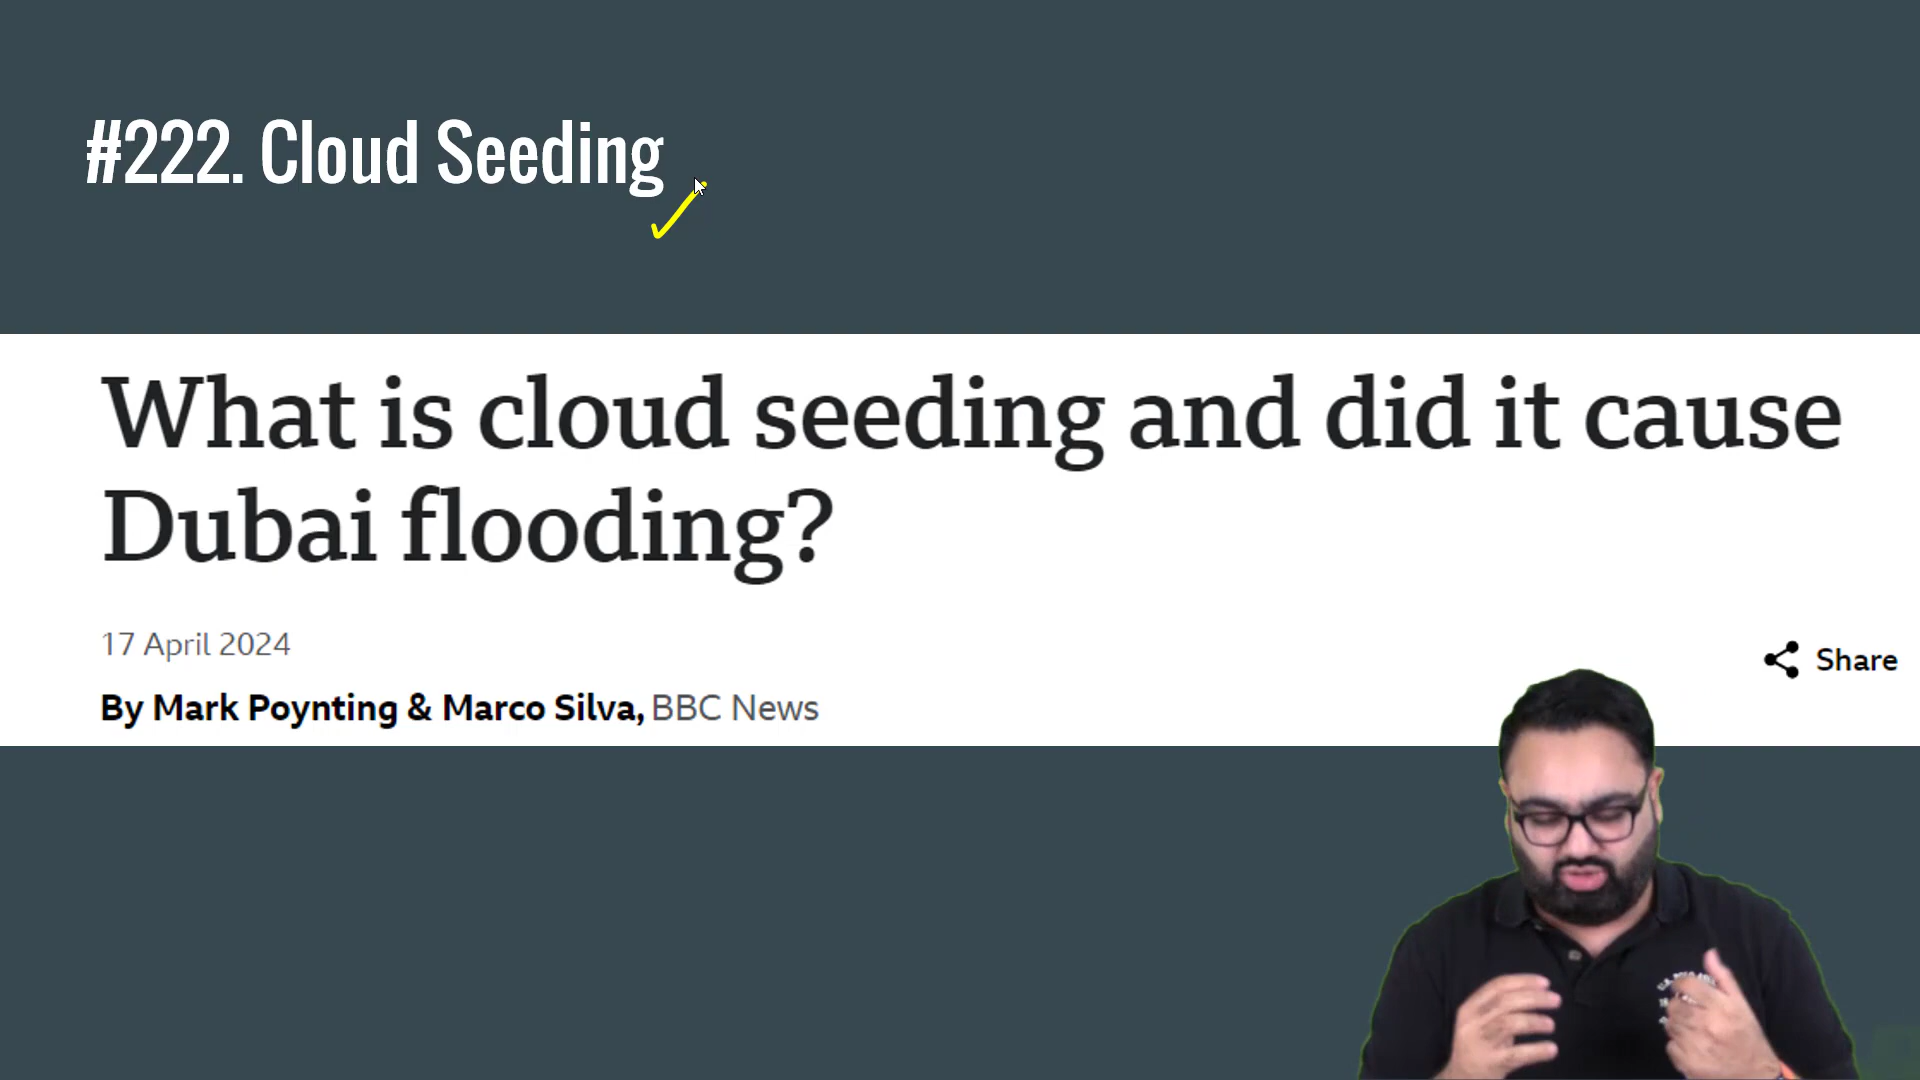 #222. Cloud Seeding
What is cloud seeding and did it cause
Dubai flooding?
17 April 2024
Share
By Mark Poynting & Marco Silva, BBC News